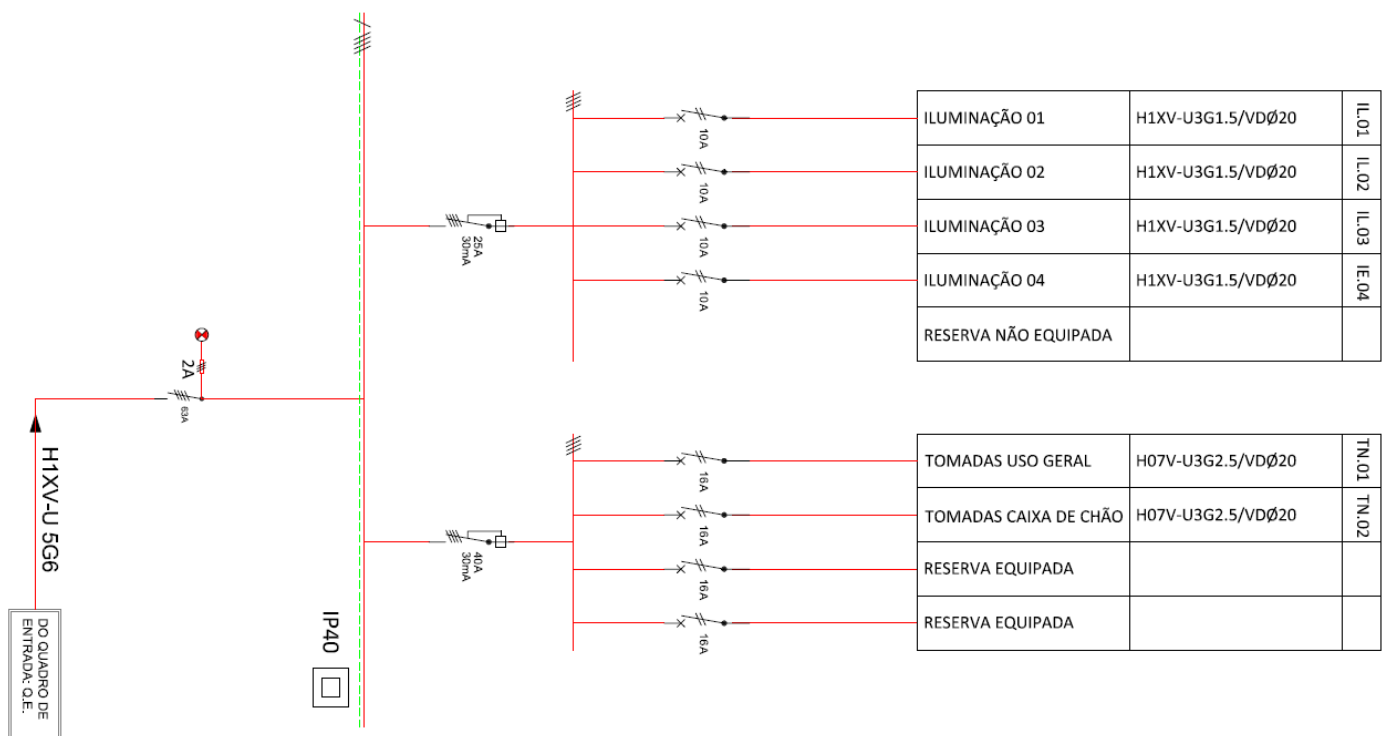 ILUMINAÇÃO 01 H1XV-U3G1.5/VDØ20 IL.01
10A
ILUMINAÇÃO 02 H1XV-U3G1.5/VDØ20 IL.02
10A
ILUMINAÇÃO 03 H1XV-U3G1.5/VDØ20 IL.03
10A
25A
30mA
ILUMINAÇÃO 04 H1XV-U3G1.5/VDØ20 IE.04
10A
RESERVA NÃO EQUIPADA
2A
63A
TOMADAS USO GERAL H07V-U3G2.5/VDØ20 TN.01
16A
TOMADAS CAIXA DE CHÃO H07V-U3G2.5/VDØ20 TN.02
16A
40A
30mA
RESERVA EQUIPADA
16A
RESERVA EQUIPADA
16A
H1XV-U 5G6
IP40
DO QUADRO DE
ENTRADA: Q.E.